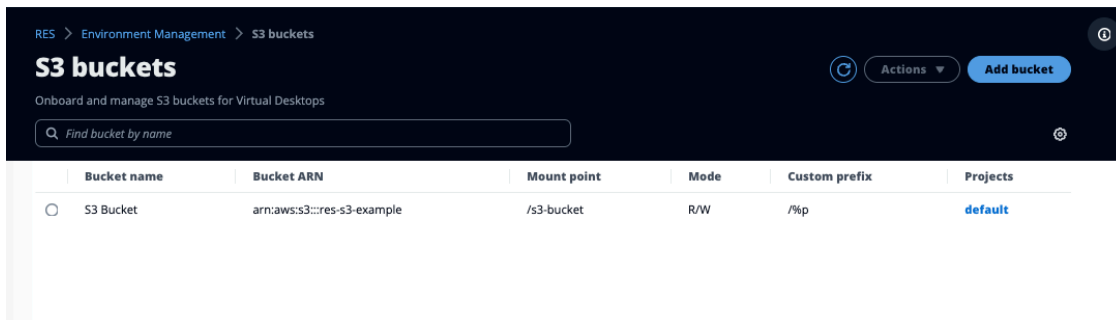 RES > Environment Management > S3 buckets
S3 buckets
Actions
Add bucket
Onboard and manage S3 buckets for Virtual Desktops
Find bucket by name
Bucket name Bucket ARN Mount point Mode Custom prefix Projects
S3 Bucket arn:aws:s3:::res-s3-example /s3-bucket R/W /%p default